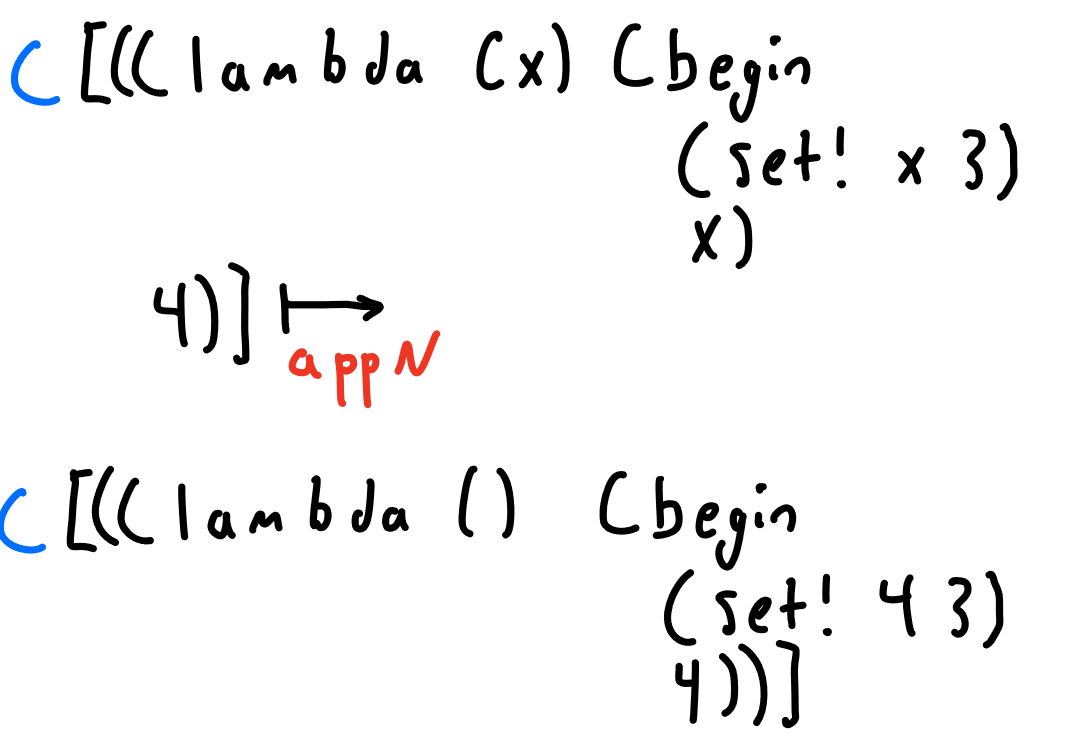 C [((lambda (x) (begin
(set! x 3)
x)
4)] ↦
appN
C [((lambda () (begin
(set! 4 3)
4))]